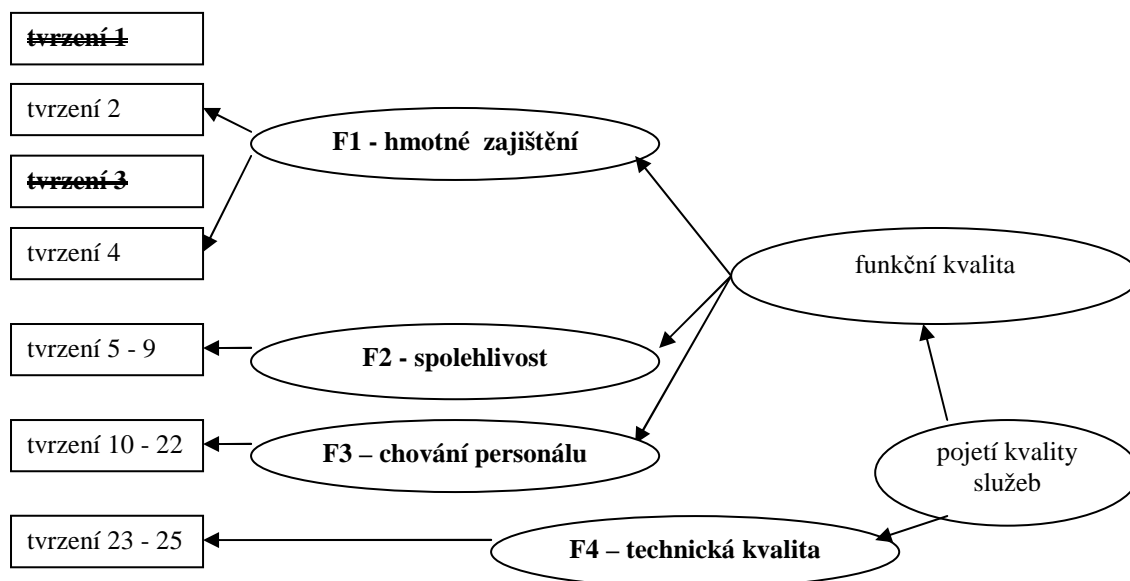 tvrzení 1
tvrzení 2
F1 - hmotné zajištění
tvrzení 3
tvrzení 4
funkční kvalita
tvrzení 5 - 9
F2 - spolehlivost
tvrzení 10 - 22
F3 – chování personálu
pojetí kvality
služeb
tvrzení 23 - 25
F4 – technická kvalita